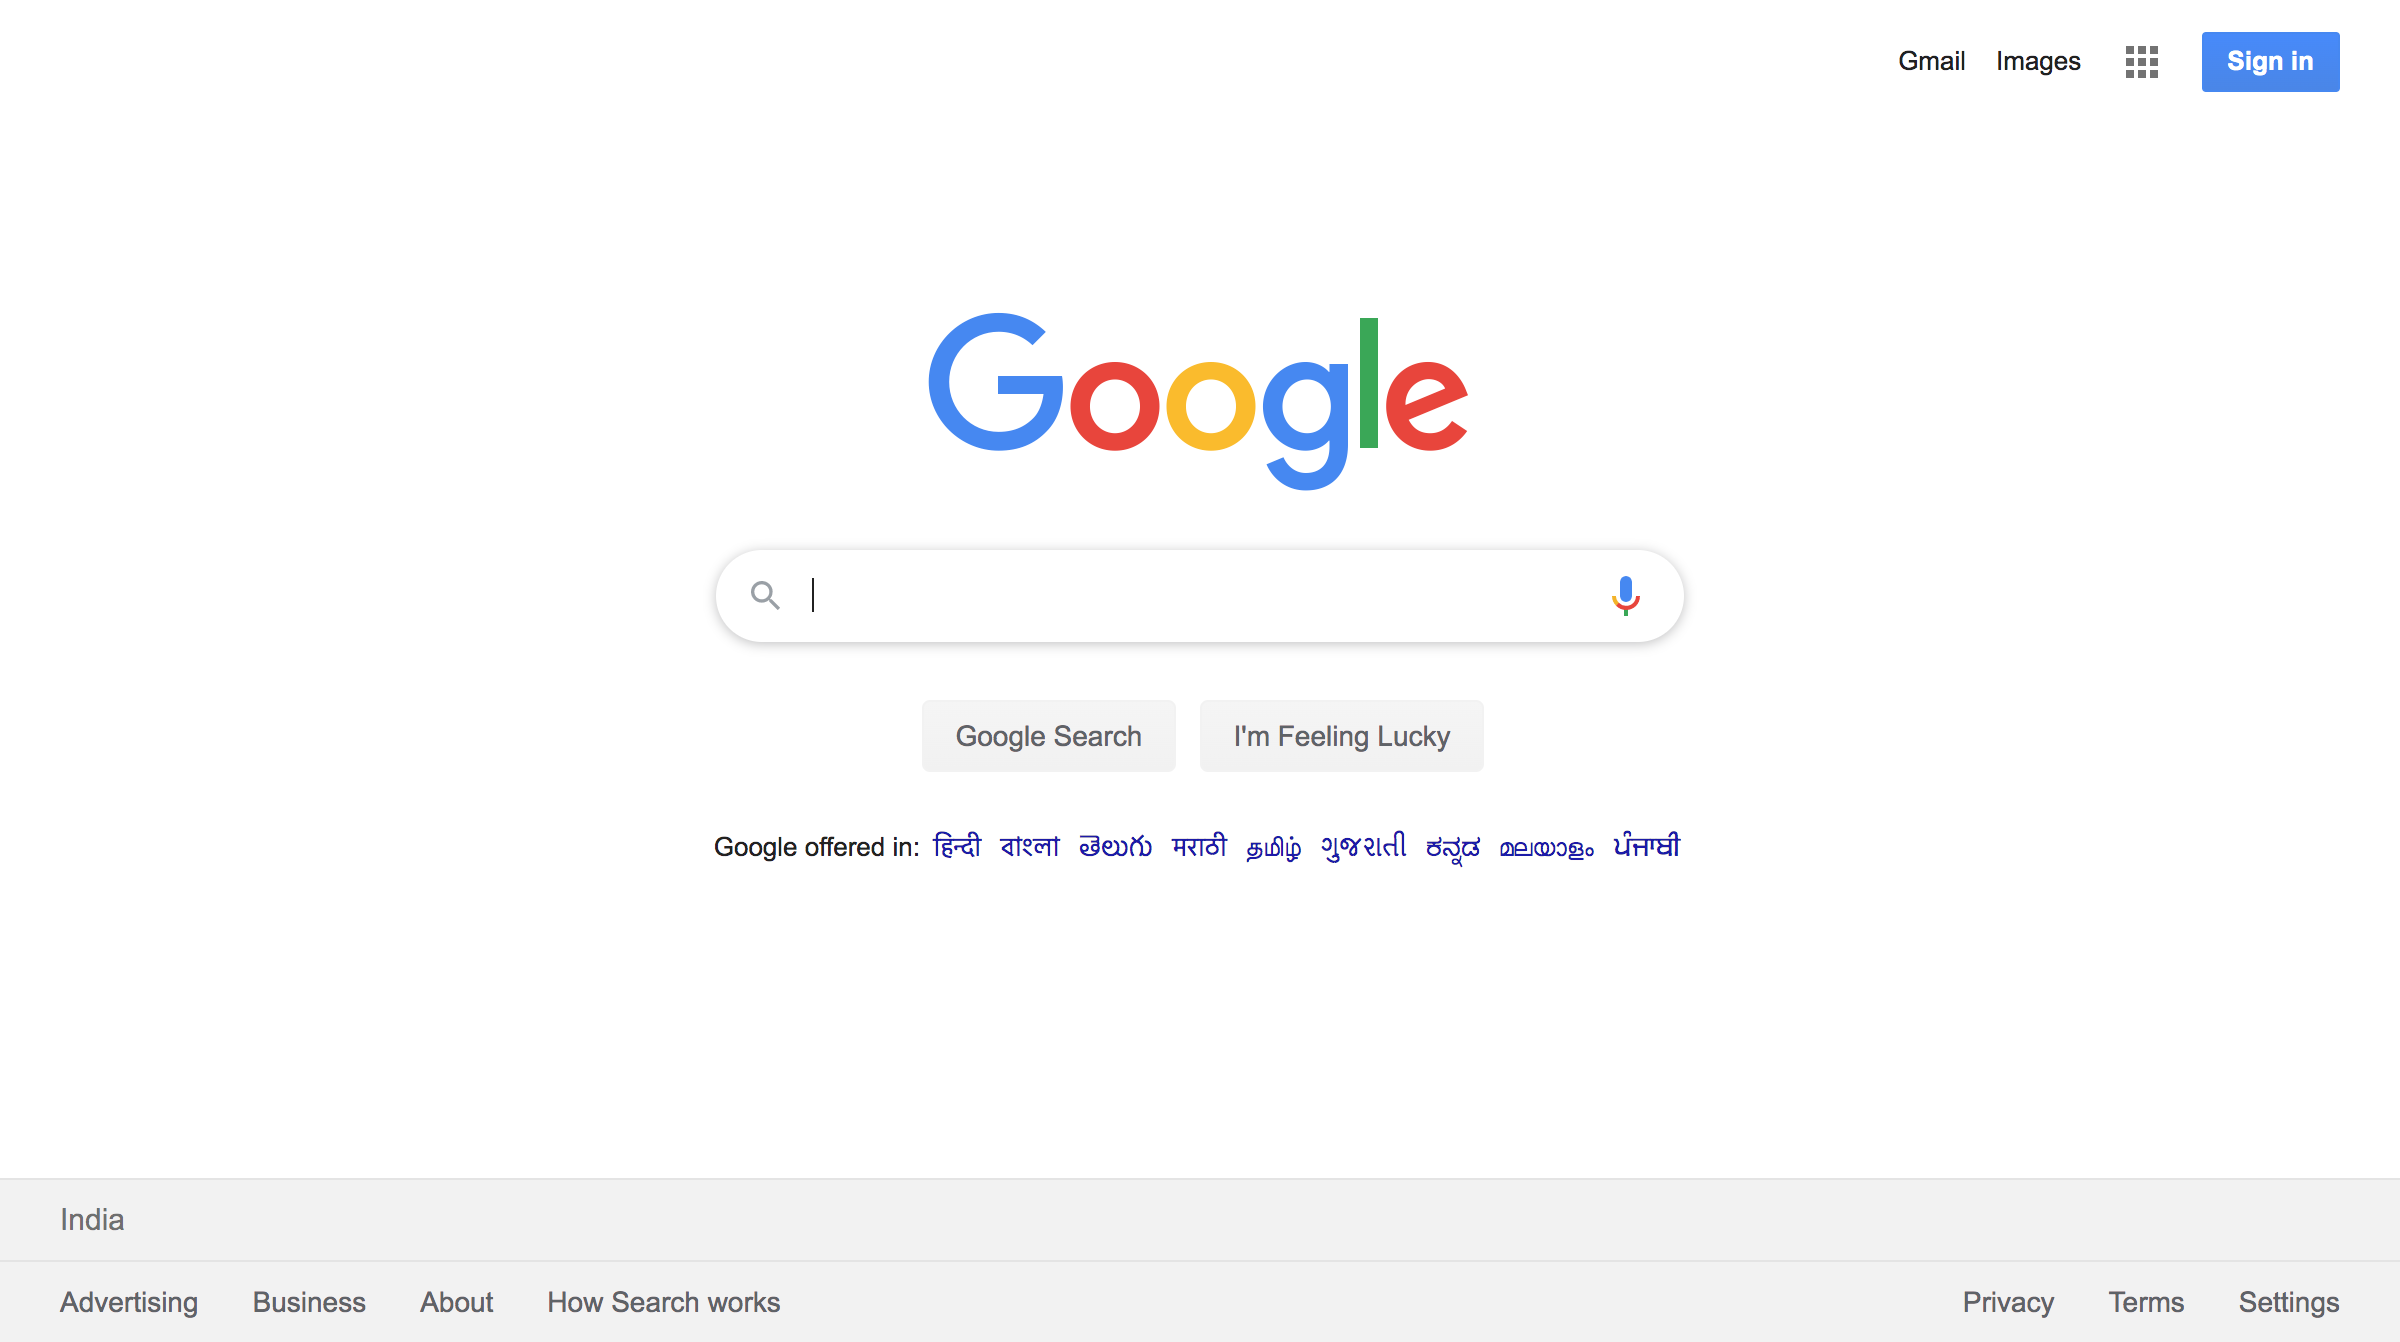 Gmail Images Sign in
Google
Google Search I'm Feeling Lucky
Google offered in: हिन्दी বাংলা తెలుగు मराठी தமிழ் ગુજરાતી ಕನ್ನಡ മലയാളം ਪੰਜਾਬੀ
India
Advertising Business About How Search works Privacy Terms Settings